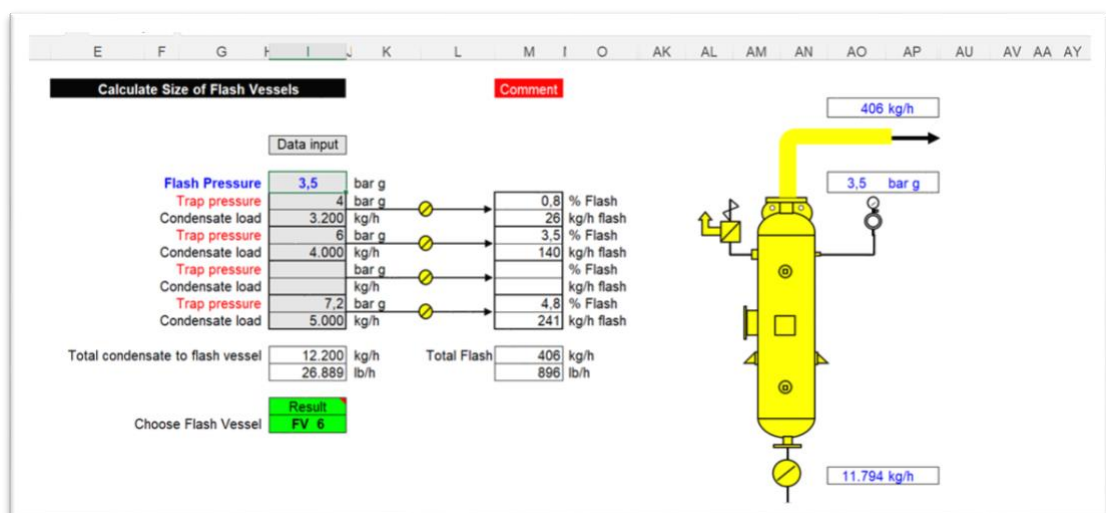 E F G H I J K L M N O AK AL AM AN AO AP AU AV AA AY
Calculate Size of Flash Vessels Comment
406 kg/h
Data input
Flash Pressure 3,5 bar g 3,5 bar g
Trap pressure 4 bar g 0,8 % Flash
Condensate load 3.200 kg/h 26 kg/h flash
Trap pressure 6 bar g 3,5 % Flash
Condensate load 4.000 kg/h 140 kg/h flash
Trap pressure bar g % Flash
Condensate load kg/h kg/h flash
Trap pressure 7,2 bar g 4,8 % Flash
Condensate load 5.000 kg/h 241 kg/h flash
Total condensate to flash vessel 12.200 kg/h Total Flash 406 kg/h
26.889 lb/h 896 lb/h
Result
Choose Flash Vessel FV 6
11.794 kg/h